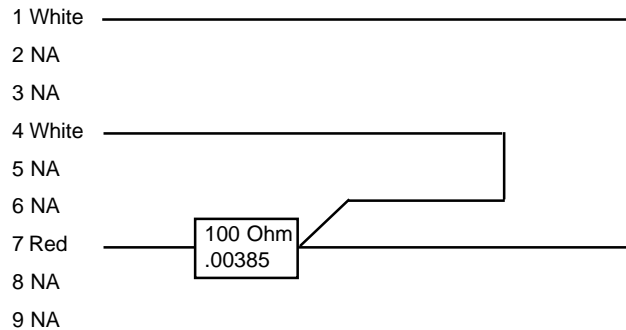 1 White
2 NA
3 NA
4 White
5 NA
6 NA
7 Red
100 Ohm
.00385
8 NA
9 NA